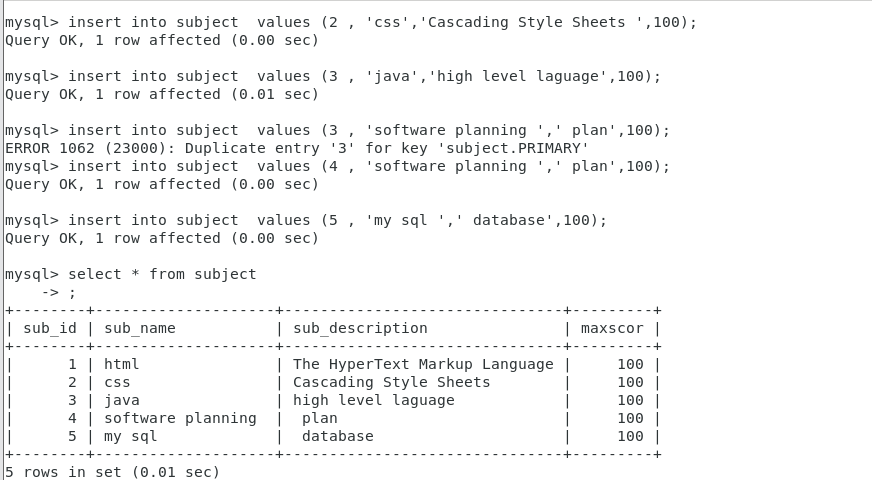 mysql> insert into subject  values (2 , 'css','Cascading Style Sheets ',100);
Query OK, 1 row affected (0.00 sec)

mysql> insert into subject  values (3 , 'java','high level laguage',100);
Query OK, 1 row affected (0.01 sec)

mysql> insert into subject  values (3 , 'software planning ',' plan',100);
ERROR 1062 (23000): Duplicate entry '3' for key 'subject.PRIMARY'
mysql> insert into subject  values (4 , 'software planning ',' plan',100);
Query OK, 1 row affected (0.00 sec)

mysql> insert into subject  values (5 , 'my sql ',' database',100);
Query OK, 1 row affected (0.00 sec)

mysql> select * from subject
    -> ;
+--------+--------------------+-------------------------------+---------+
| sub_id | sub_name           | sub_description               | maxscor |
+--------+--------------------+-------------------------------+---------+
|      1 | html               | The HyperText Markup Language |     100 |
|      2 | css                | Cascading Style Sheets        |     100 |
|      3 | java               | high level laguage            |     100 |
|      4 | software planning  |  plan                         |     100 |
|      5 | my sql             |  database                     |     100 |
+--------+--------------------+-------------------------------+---------+
5 rows in set (0.01 sec)